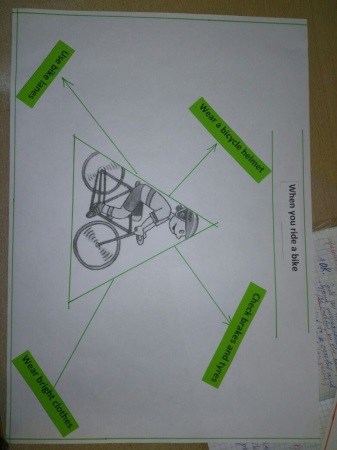 When you ride a bike
Wear a bicycle helmet
Check brakes and tyres
Use bike lanes
Wear bright clothes